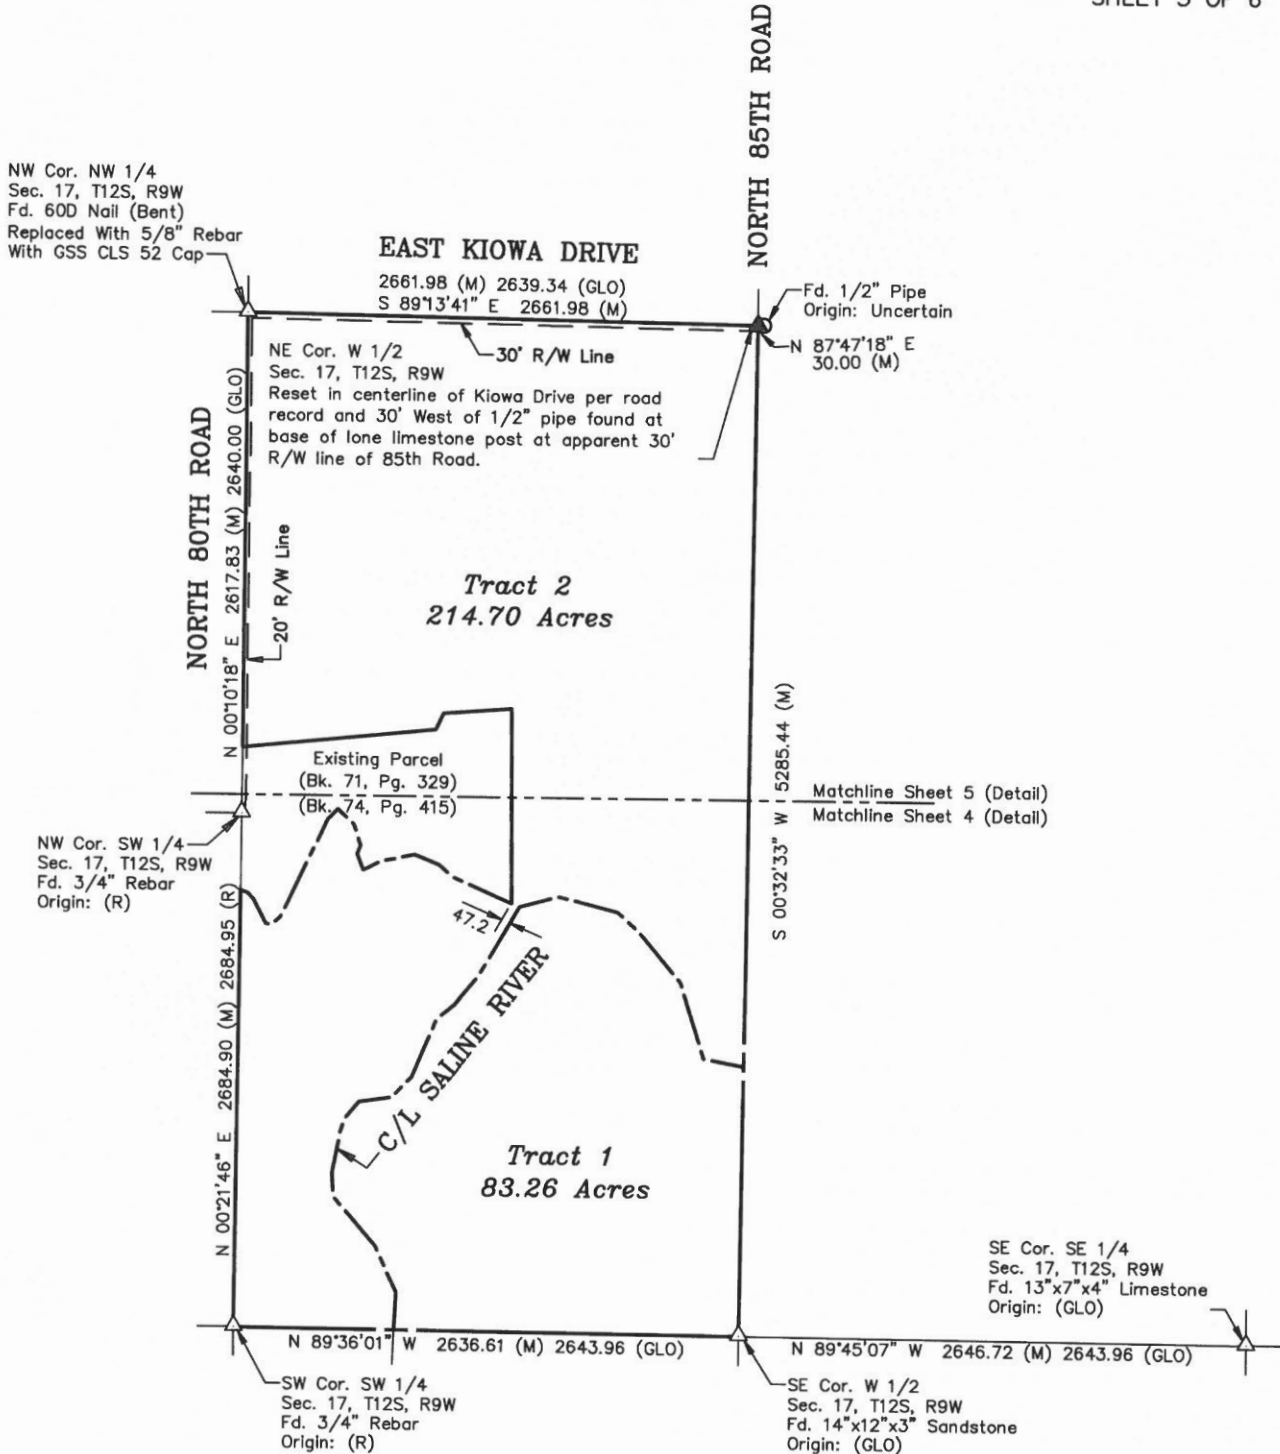 NORTH 85TH ROAD
NW Cor. NW 1/4
Sec. 17, T12S, R9W
Fd. 60D Nail (Bent)
Replaced With 5/8" Rebar
With GSS CLS 52 Cap
EAST KIOWA DRIVE
2661.98 (M) 2639.34 (GLO)
S 89°13'41" E 2661.98 (M)
Fd. 1/2" Pipe
Origin: Uncertain
N 87°47'18" E
30.00 (M)
30' R/W Line
NE Cor. W 1/2
Sec. 17, T12S, R9W
Reset in centerline of Kiowa Drive per road
record and 30' West of 1/2" pipe found at
base of lone limestone post at apparent 30'
R/W line of 85th Road.
NORTH 80TH ROAD
N 00°10'18" E 2617.83 (M) 2640.00 (GLO)
20' R/W Line
Tract 2
214.70 Acres
S 00°32'33" W 5285.44 (M)
Existing Parcel
(Bk. 71, Pg. 329)
(Bk. 74, Pg. 415)
Matchline Sheet 5 (Detail)
Matchline Sheet 4 (Detail)
NW Cor. SW 1/4
Sec. 17, T12S, R9W
Fd. 3/4" Rebar
Origin: (R)
N 00°21'46" E 2684.90 (M) 2684.95 (R)
47.2
C/L SALINE RIVER
Tract 1
83.26 Acres
SE Cor. SE 1/4
Sec. 17, T12S, R9W
Fd. 13"x7"x4" Limestone
Origin: (GLO)
N 89°36'01" W 2636.61 (M) 2643.96 (GLO)
N 89°45'07" W 2646.72 (M) 2643.96 (GLO)
SW Cor. SW 1/4
Sec. 17, T12S, R9W
Fd. 3/4" Rebar
Origin: (R)
SE Cor. W 1/2
Sec. 17, T12S, R9W
Fd. 14"x12"x3" Sandstone
Origin: (GLO)